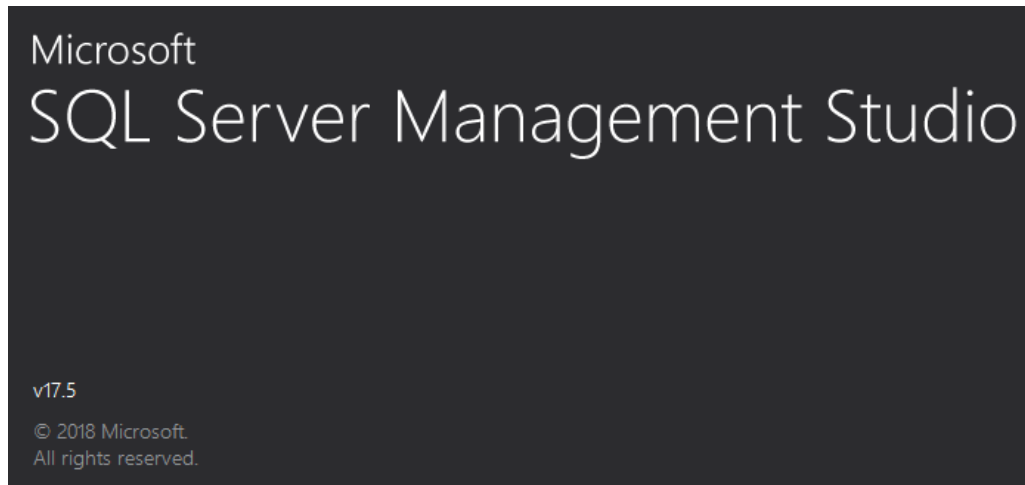 Microsoft
SQL Server Management Studio
v17.5
© 2018 Microsoft.
All rights reserved.